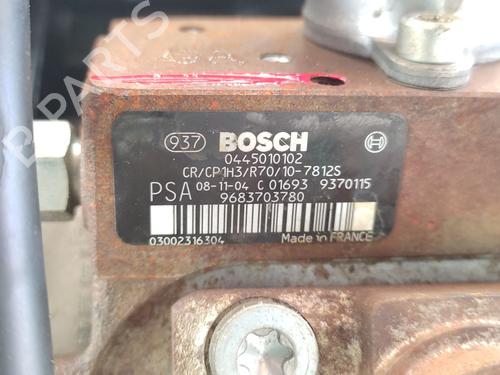 B PARTS
937 BOSCH
0445010102
CR/CP1H3/R70/10-7812S
PSA 08-11-04 C 01693 9370115
9683703780
03002316304 Made in FRANCE